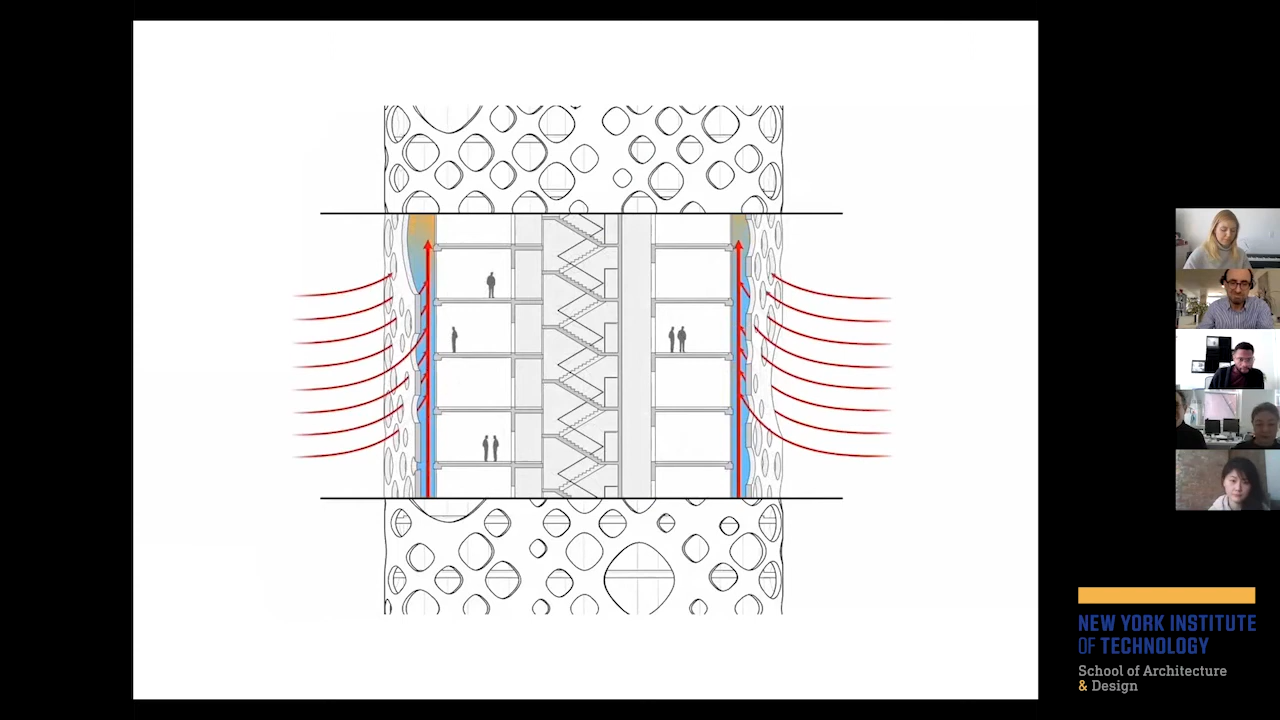 NEW YORK INSTITUTE
OF TECHNOLOGY
School of Architecture
& Design